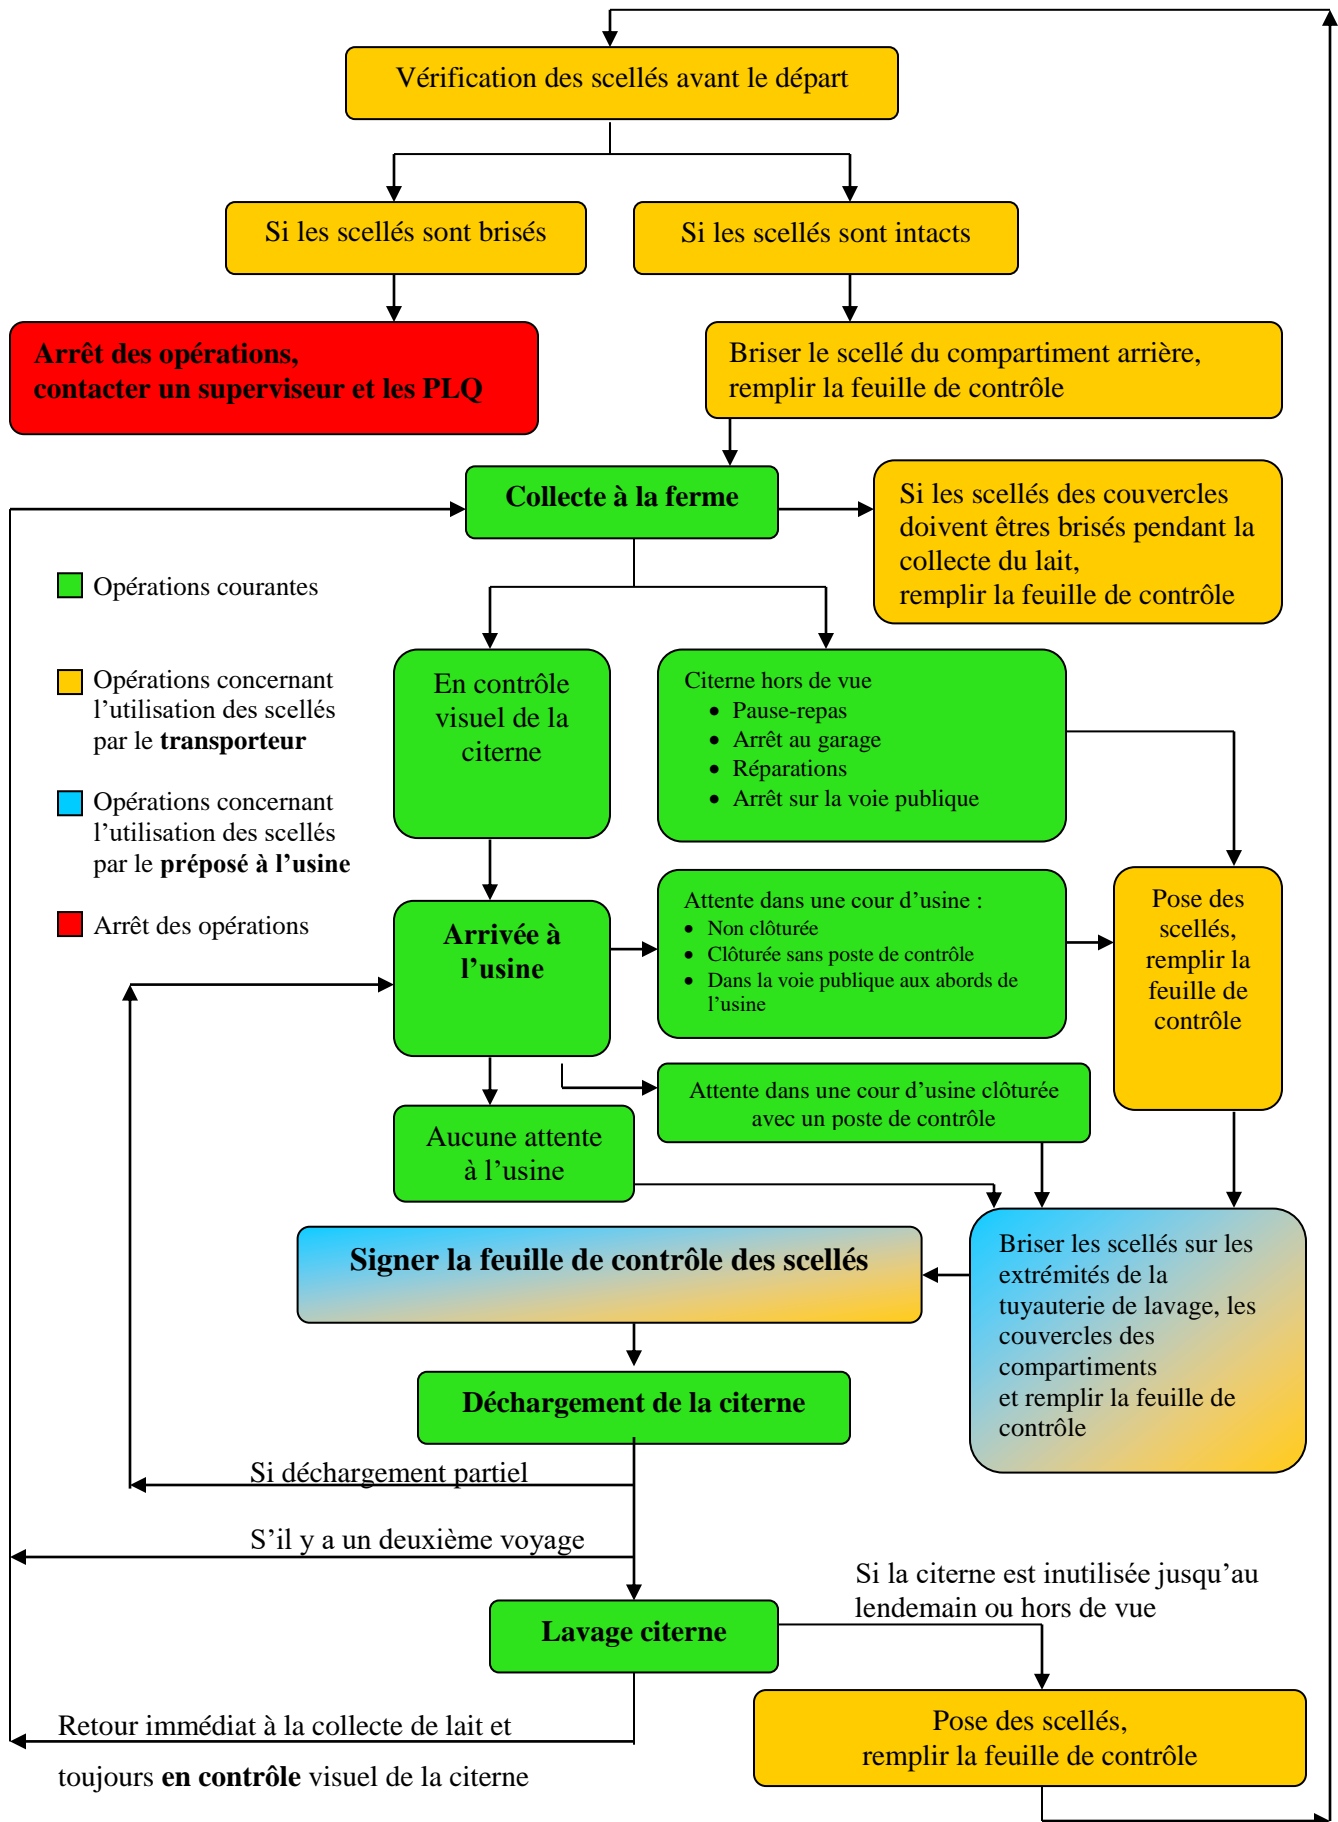 Vérification des scellés avant le départ
Si les scellés sont brisés
Si les scellés sont intacts
Arrêt des opérations,
contacter un superviseur et les PLQ
Briser le scellé du compartiment arrière,
remplir la feuille de contrôle
Collecte à la ferme
Si les scellés des couvercles
doivent êtres brisés pendant la
collecte du lait,
remplir la feuille de contrôle
Opérations courantes
Opérations concernant
l’utilisation des scellés
par le transporteur
Opérations concernant
l’utilisation des scellés
par le préposé à l’usine
Arrêt des opérations
En contrôle
visuel de la
citerne
Citerne hors de vue
• Pause-repas
• Arrêt au garage
• Réparations
• Arrêt sur la voie publique
Arrivée à
l’usine
Attente dans une cour d’usine :
• Non clôturée
• Clôturée sans poste de contrôle
• Dans la voie publique aux abords de
l’usine
Pose des
scellés,
remplir la
feuille de
contrôle
Attente dans une cour d’usine clôturée
avec un poste de contrôle
Aucune attente
à l’usine
Signer la feuille de contrôle des scellés
Briser les scellés sur les
extrémités de la
tuyauterie de lavage, les
couvercles des
compartiments
et remplir la feuille de
contrôle
Déchargement de la citerne
Si déchargement partiel
S’il y a un deuxième voyage
Si la citerne est inutilisée jusqu’au
lendemain ou hors de vue
Lavage citerne
Pose des scellés,
remplir la feuille de contrôle
Retour immédiat à la collecte de lait et
toujours en contrôle visuel de la citerne